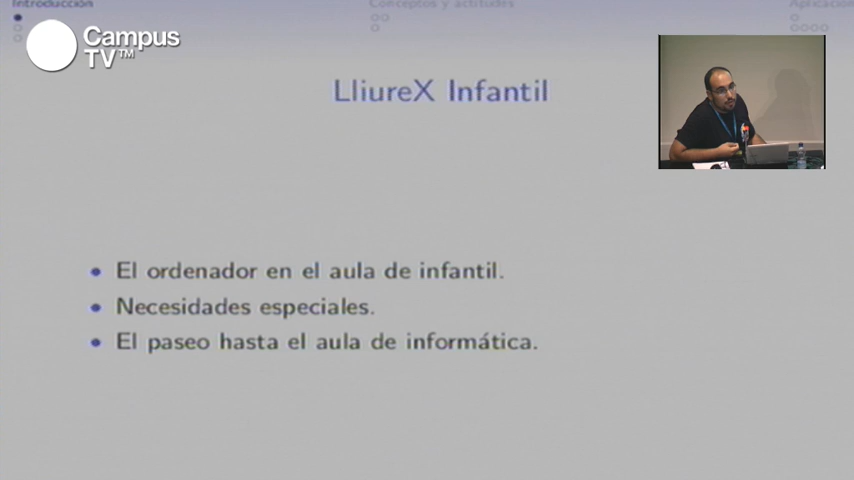 Introducción
Conceptos y actitudes
Aplicacion
Campus
TV™
LliureX Infantil
El ordenador en el aula de infantil.
Necesidades especiales.
El paseo hasta el aula de informática.